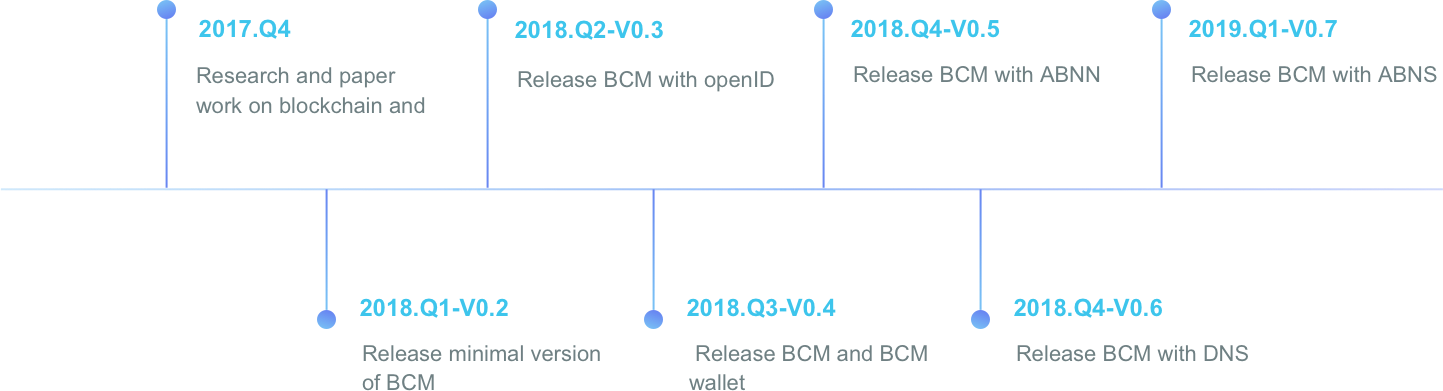 2017.Q4
Research and paper
work on blockchain and
2018.Q1-V0.2
Release minimal version
of BCM
2018.Q2-V0.3
Release BCM with openID
2018.Q3-V0.4
Release BCM and BCM
wallet
2018.Q4-V0.5
Release BCM with ABNN
2018.Q4-V0.6
Release BCM with DNS
2019.Q1-V0.7
Release BCM with ABNS